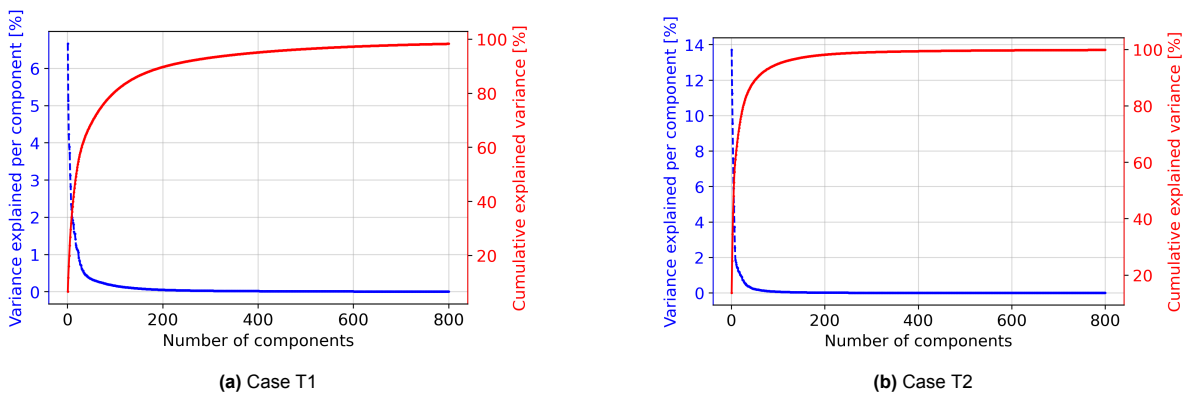 Variance explained per component [%]
6
5
4
3
2
1
0
100
80
60
40
20
Cumulative explained variance [%]
0 200 400 600 800
Number of components
(a) Case T1
Variance explained per component [%]
14
12
10
8
6
4
2
0
100
80
60
40
20
Cumulative explained variance [%]
0 200 400 600 800
Number of components
(b) Case T2